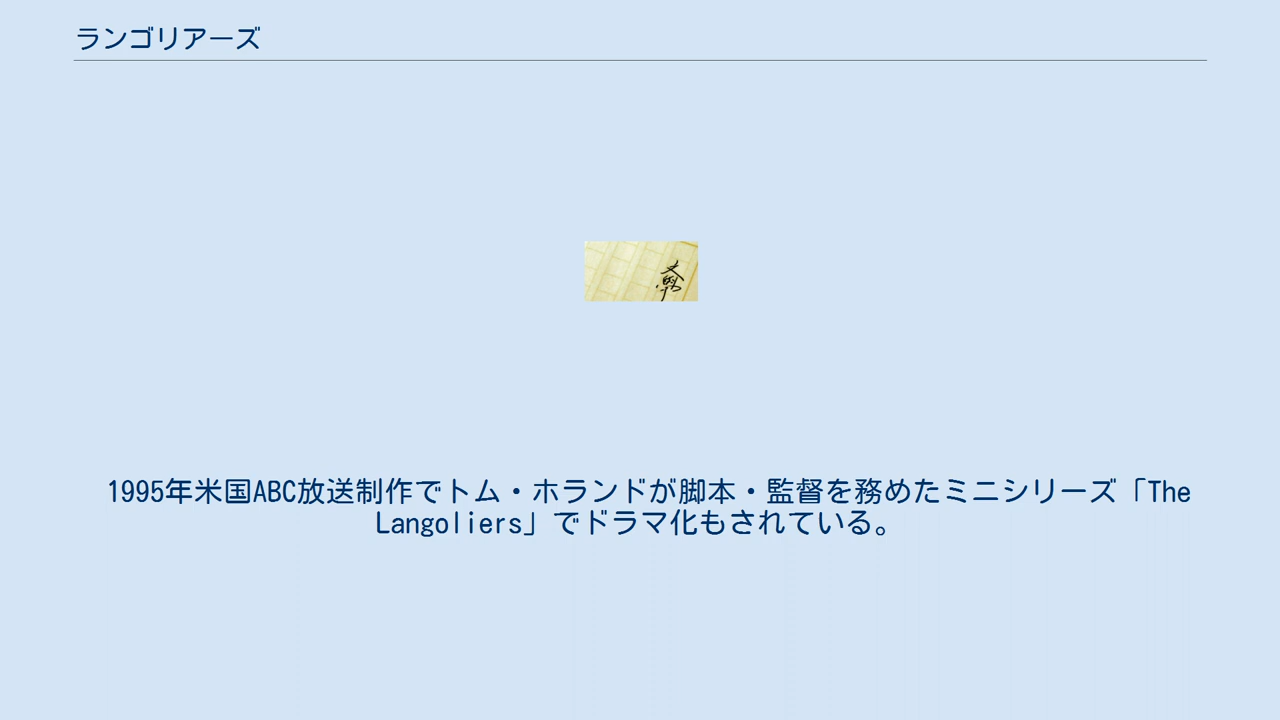 ランゴリアーズ
1995年米国ABC放送制作でトム・ホランドが脚本・監督を務めたミニシリーズ「The
Langoliers」でドラマ化もされている。